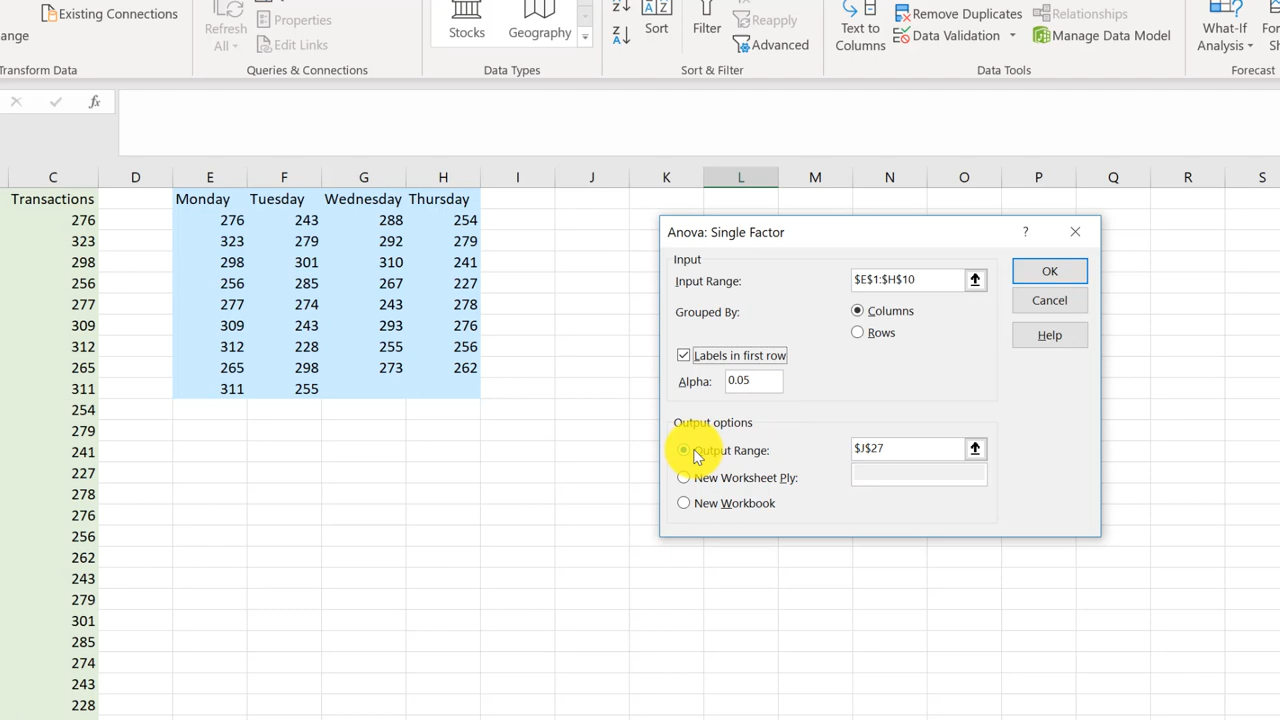 Existing Connections
ange
Transform Data
Refresh
All
Properties
Edit Links
Queries & Connections
Stocks
Geography
Data Types
Sort
Filter
Reapply
Advanced
Sort & Filter
Text to
Columns
Remove Duplicates
Data Validation
Relationships
Manage Data Model
Data Tools
What-If
Analysis
Forecast
fx
C D E F G H I J K L M N O P Q R S
Transactions Monday Tuesday Wednesday Thursday
276 276 243 288 254
323 323 279 292 279
298 298 301 310 241
256 256 285 267 227
277 277 274 243 278
309 309 243 293 276
312 312 228 255 256
265 265 298 273 262
311 311 255
254
279
241
227
278
276
256
262
243
279
301
285
274
243
228
Anova: Single Factor ?
Input
Input Range: $E$1:$H$10
Grouped By: Columns
Rows
Labels in first row
Alpha: 0.05
Output options
Output Range: $J$27
New Worksheet Ply:
New Workbook
OK
Cancel
Help